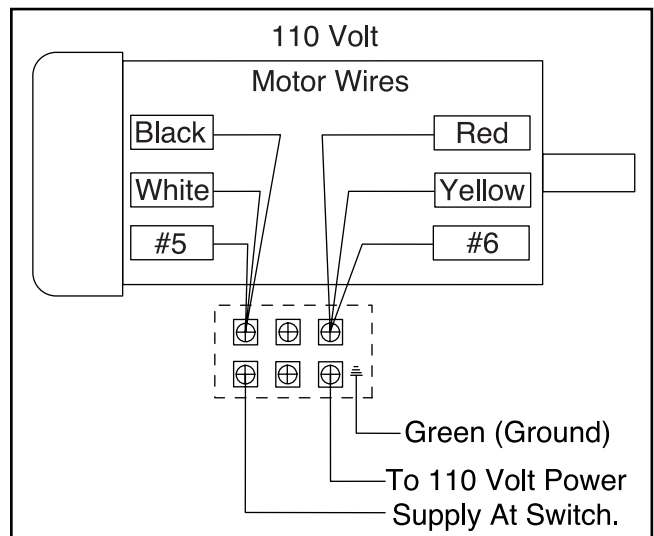 110 Volt
Motor Wires
Black
Red
White
Yellow
#5
#6
Green (Ground)
To 110 Volt Power
Supply At Switch.